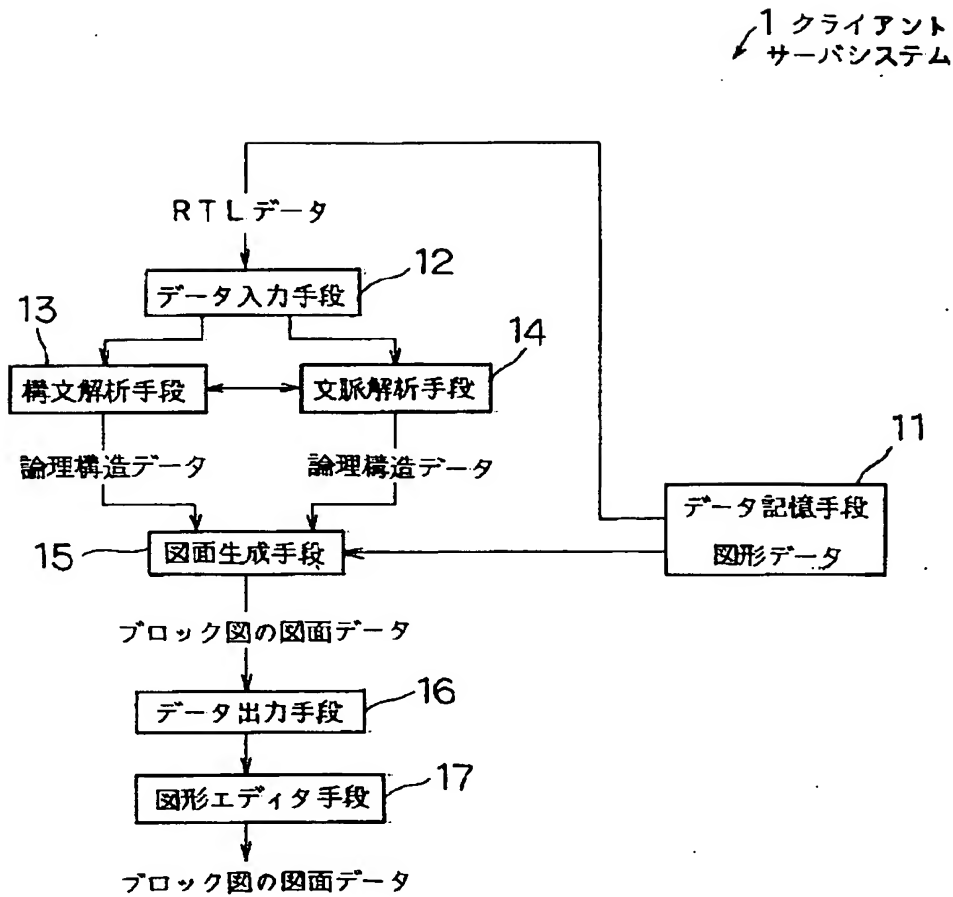 1 クライアント
サーバシステム
RTLデータ
12
データ入力手段
13
14
構文解析手段
文脈解析手段
論理構造データ
論理構造データ
11
データ記憶手段
図形データ
15
図面生成手段
ブロック図の図面データ
16
データ出力手段
17
図形エディタ手段
ブロック図の図面データ